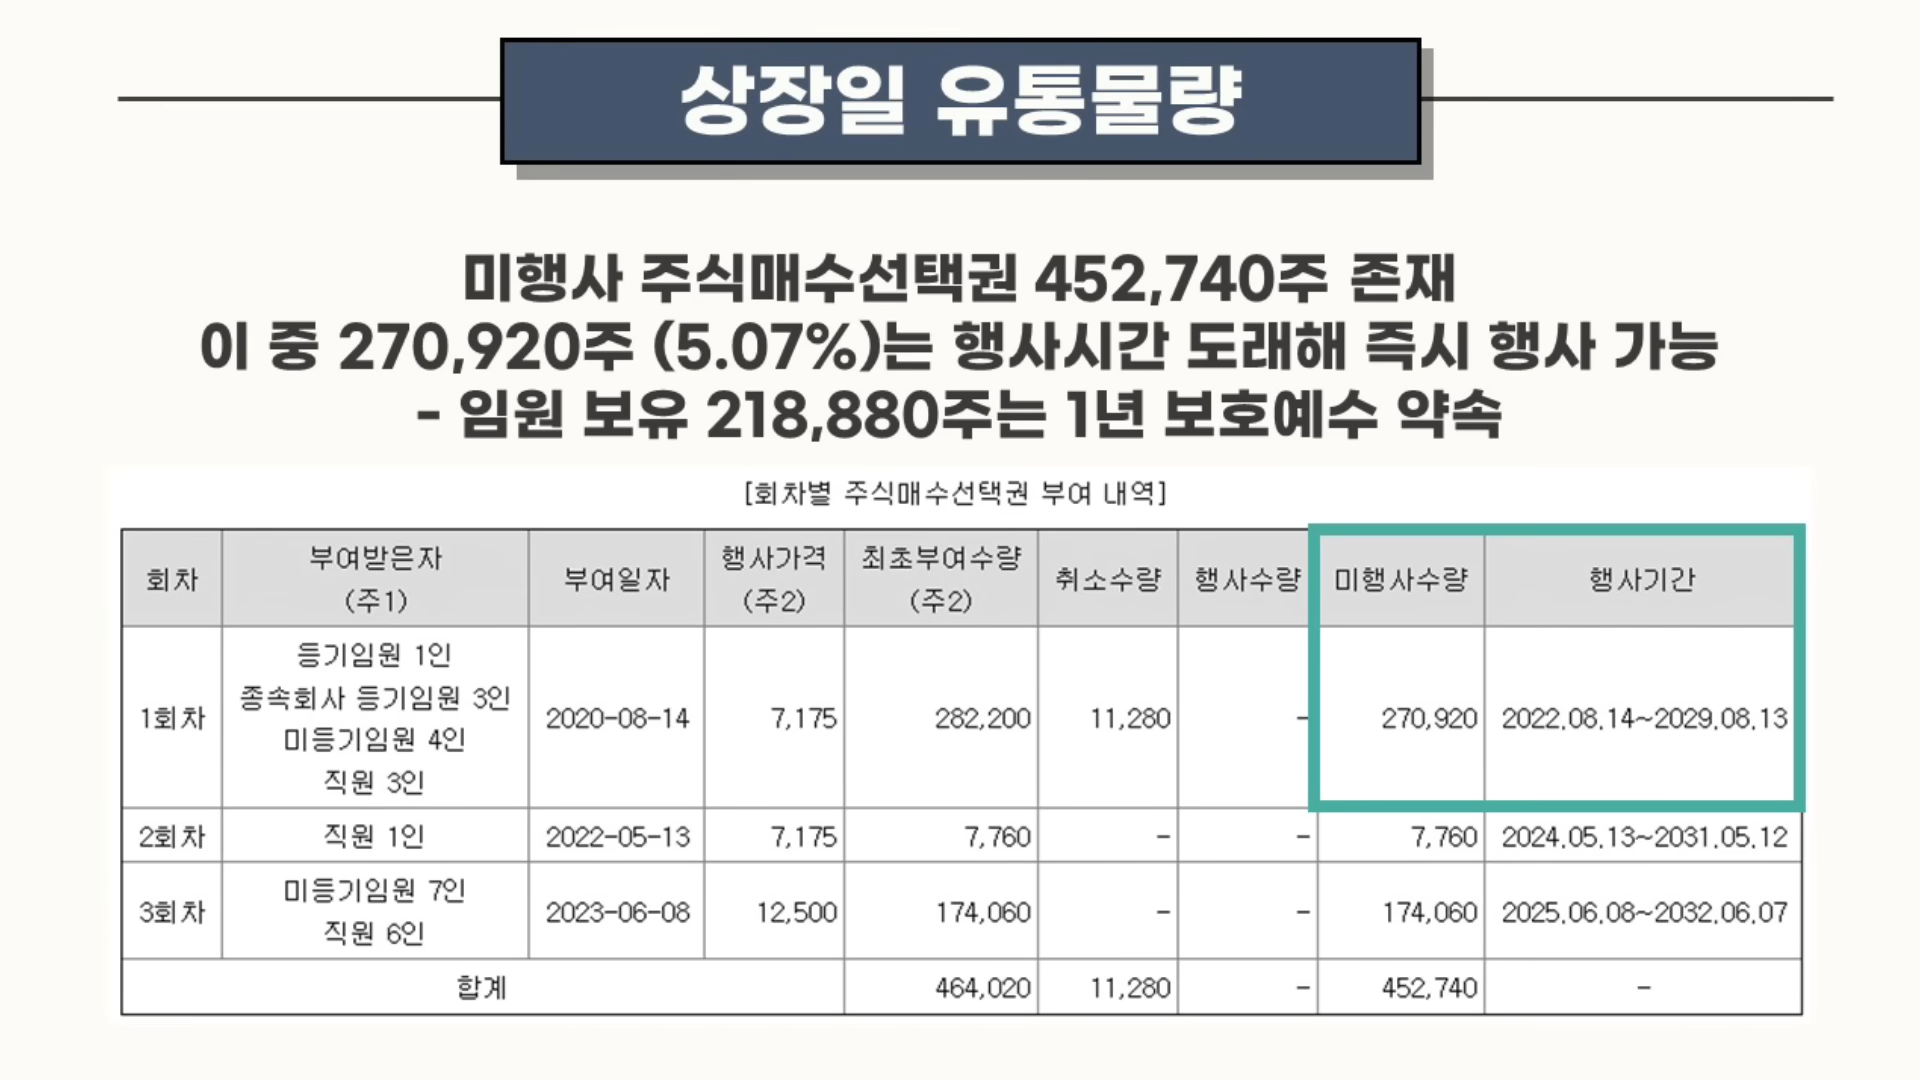 상장일 유통물량
미행사 주식매수선택권 452,740주 존재
이 중 270,920주 (5.07%)는 행사시간 도래해 즉시 행사 가능
- 임원 보유 218,880주는 1년 보호예수 약속
[회차별 주식매수선택권 부여 내역]
회차 부여받은자 (주1) 부여일자 행사가격 (주2) 최초부여수량 (주2) 취소수량 행사수량 미행사수량 행사기간
1회차 등기임원 1인 종속회사 등기임원 3인 미등기임원 4인 직원 3인 2020-08-14 7,175 282,200 11,280 - 270,920 2022.08.14~2029.08.13
2회차 직원 1인 2022-05-13 7,175 7,760 - - 7,760 2024.05.13~2031.05.12
3회차 미등기임원 7인 직원 6인 2023-06-08 12,500 174,060 - - 174,060 2025.06.08~2032.06.07
합계 464,020 11,280 - 452,740 -